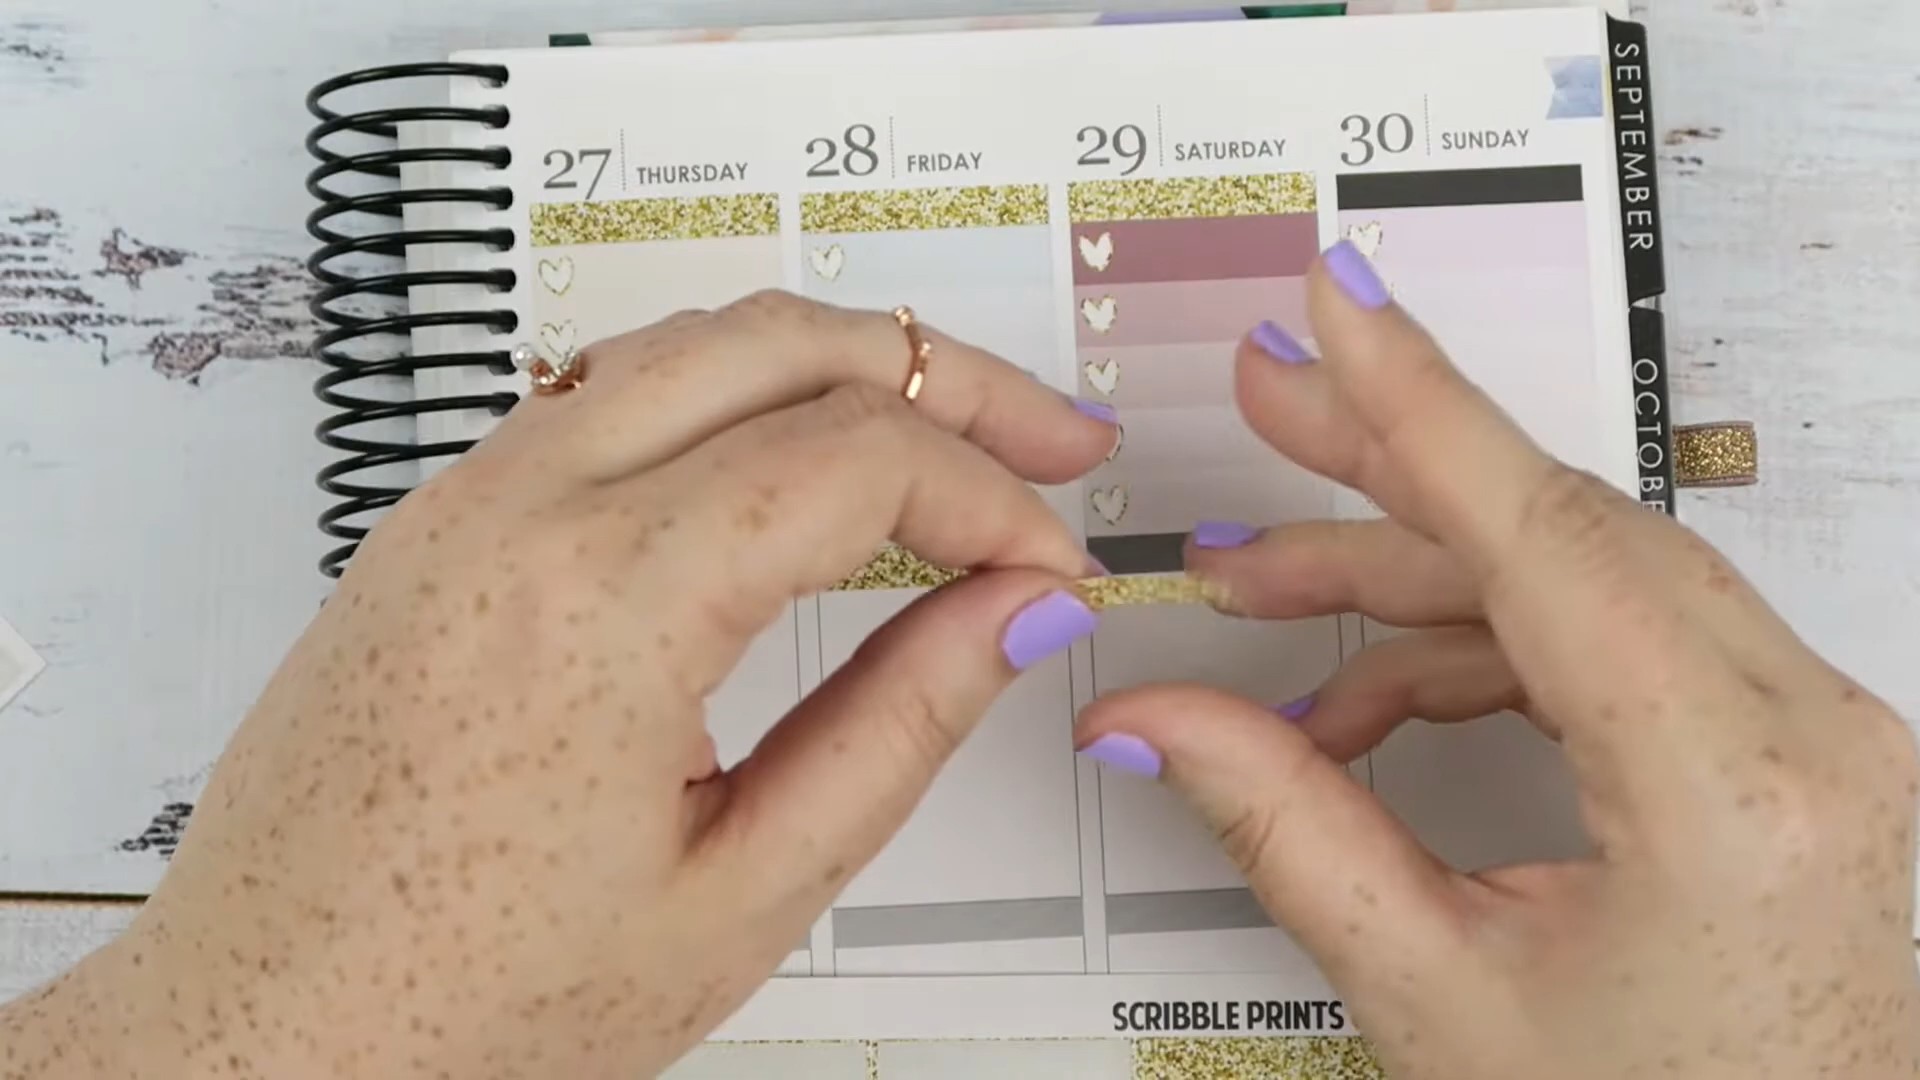 27 THURSDAY
28 FRIDAY
29 SATURDAY
30 SUNDAY
SEPTEMBER
OCTOBE
SCRIBBLE PRINTS